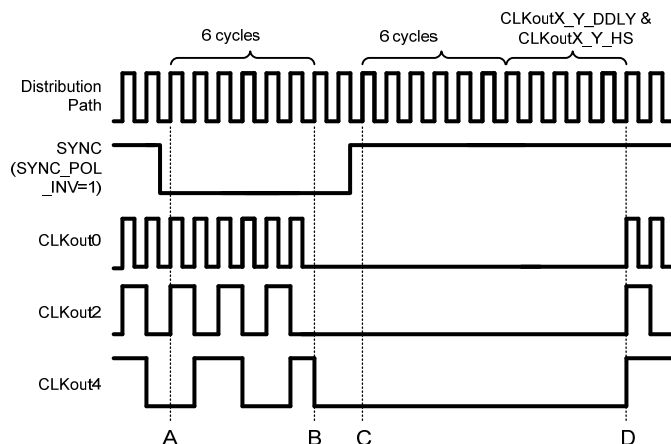 CLKoutX_Y_DDLY &
CLKoutX_Y_HS
6 cycles
6 cycles
Distribution
Path
SYNC
(SYNC_POL
_INV=1)
CLKout0
CLKout2
CLKout4
A
B
C
D